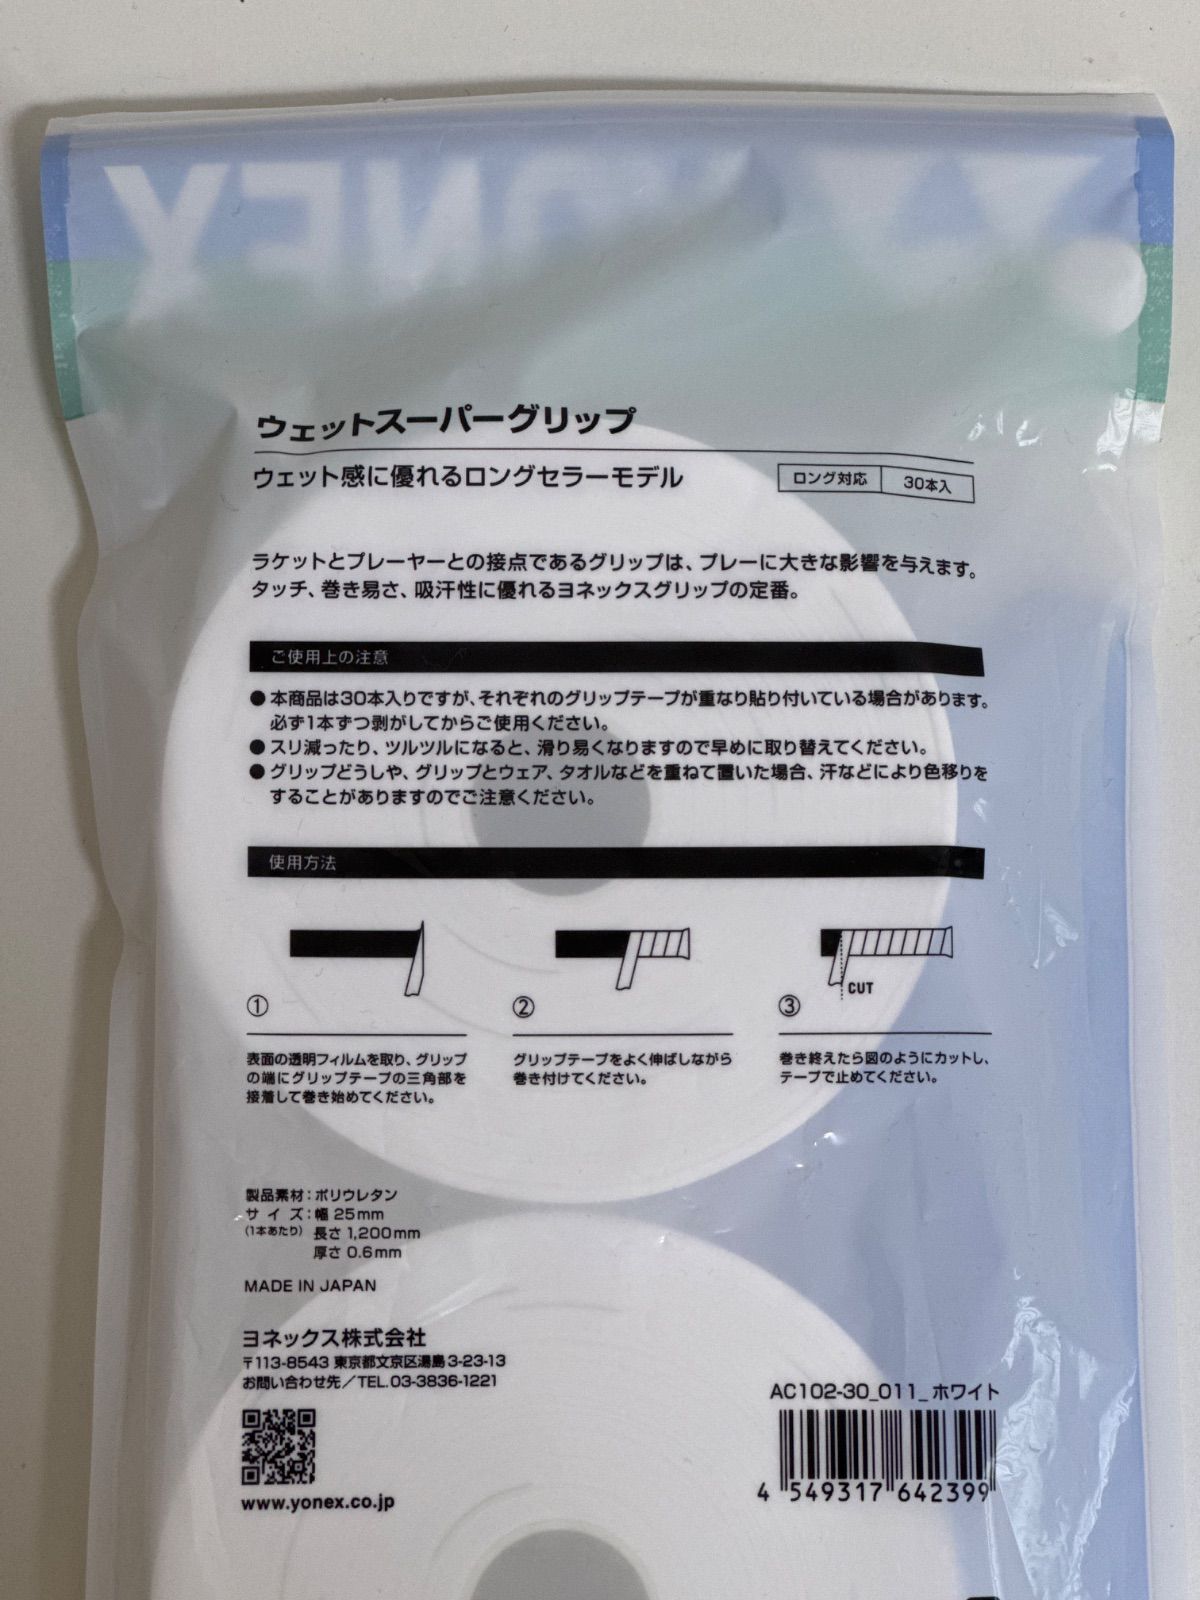 YONEX
ウェットスーパーグリップ
ウェット感に優れるロングセラーモデル
ロング対応 30本入
ラケットとプレーヤーとの接点であるグリップは、プレーに大きな影響を与えます。
タッチ、巻き易さ、吸汗性に優れるヨネックスグリップの定番。
ご使用上の注意
●本商品は30本入りですが、それぞれのグリップテープが重なり貼り付いている場合があります。
必ず1本ずつ剥がしてからご使用ください。
●スリ減ったり、ツルツルになると、滑り易くなりますので早めに取り替えてください。
●グリップどうしや、グリップとウェア、タオルなどを重ねて置いた場合、汗などにより色移りを
することがありますのでご注意ください。
使用方法
CUT
① ② ③
表面の透明フィルムを取り、グリップ
の端にグリップテープの三角部を
接着して巻き始めてください。
グリップテープをよく伸ばしながら
巻き付けてください。
巻き終えたら図のようにカットし、
テープで止めてください。
製品素材：ポリウレタン
サイズ：幅 25mm
（1本あたり） 長さ 1,200mm
厚さ 0.6mm
MADE IN JAPAN
ヨネックス株式会社
〒113-8543 東京都文京区湯島3-23-13
お問い合わせ先／TEL.03-3836-1221
www.yonex.co.jp
AC102-30_011_ホワイト
4 549317 642399